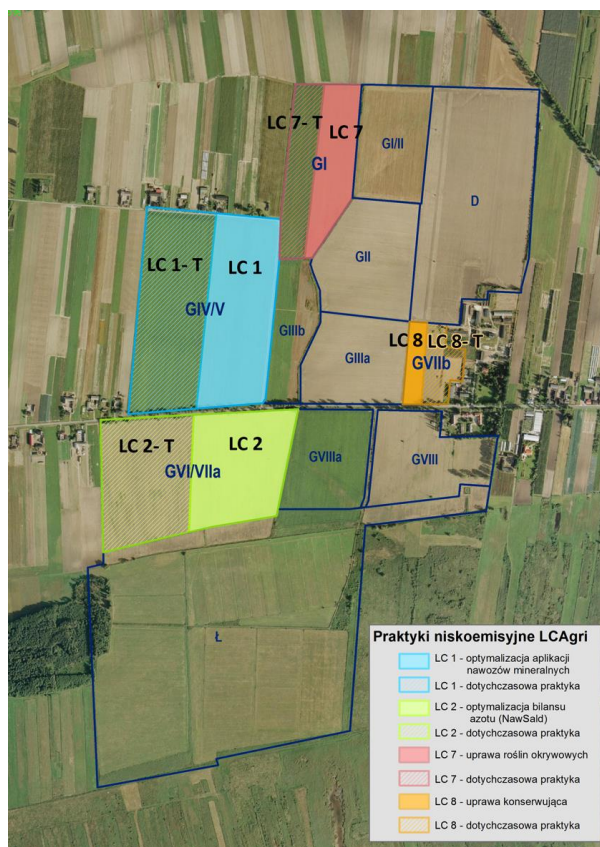 LC 7- T
LC 7
GI
GI/II
D
LC 1- T
LC 1
GIV/V
GII
GIIIb
GIIIa
LC 8
LC 8- T
GVIIb
LC 2- T
LC 2
GVI/VIIa
GVIIIa
GVIII
Ł
Praktyki niskoemisyjne LCAgri
LC 1 - optymalizacja aplikacji
nawozów mineralnych
LC 1 - dotychczasowa praktyka
LC 2 - optymalizacja bilansu
azotu (NawSald)
LC 2 - dotychczasowa praktyka
LC 7 - uprawa roślin okrywowych
LC 7 - dotychczasowa praktyka
LC 8 - uprawa konserwująca
LC 8 - dotychczasowa praktyka